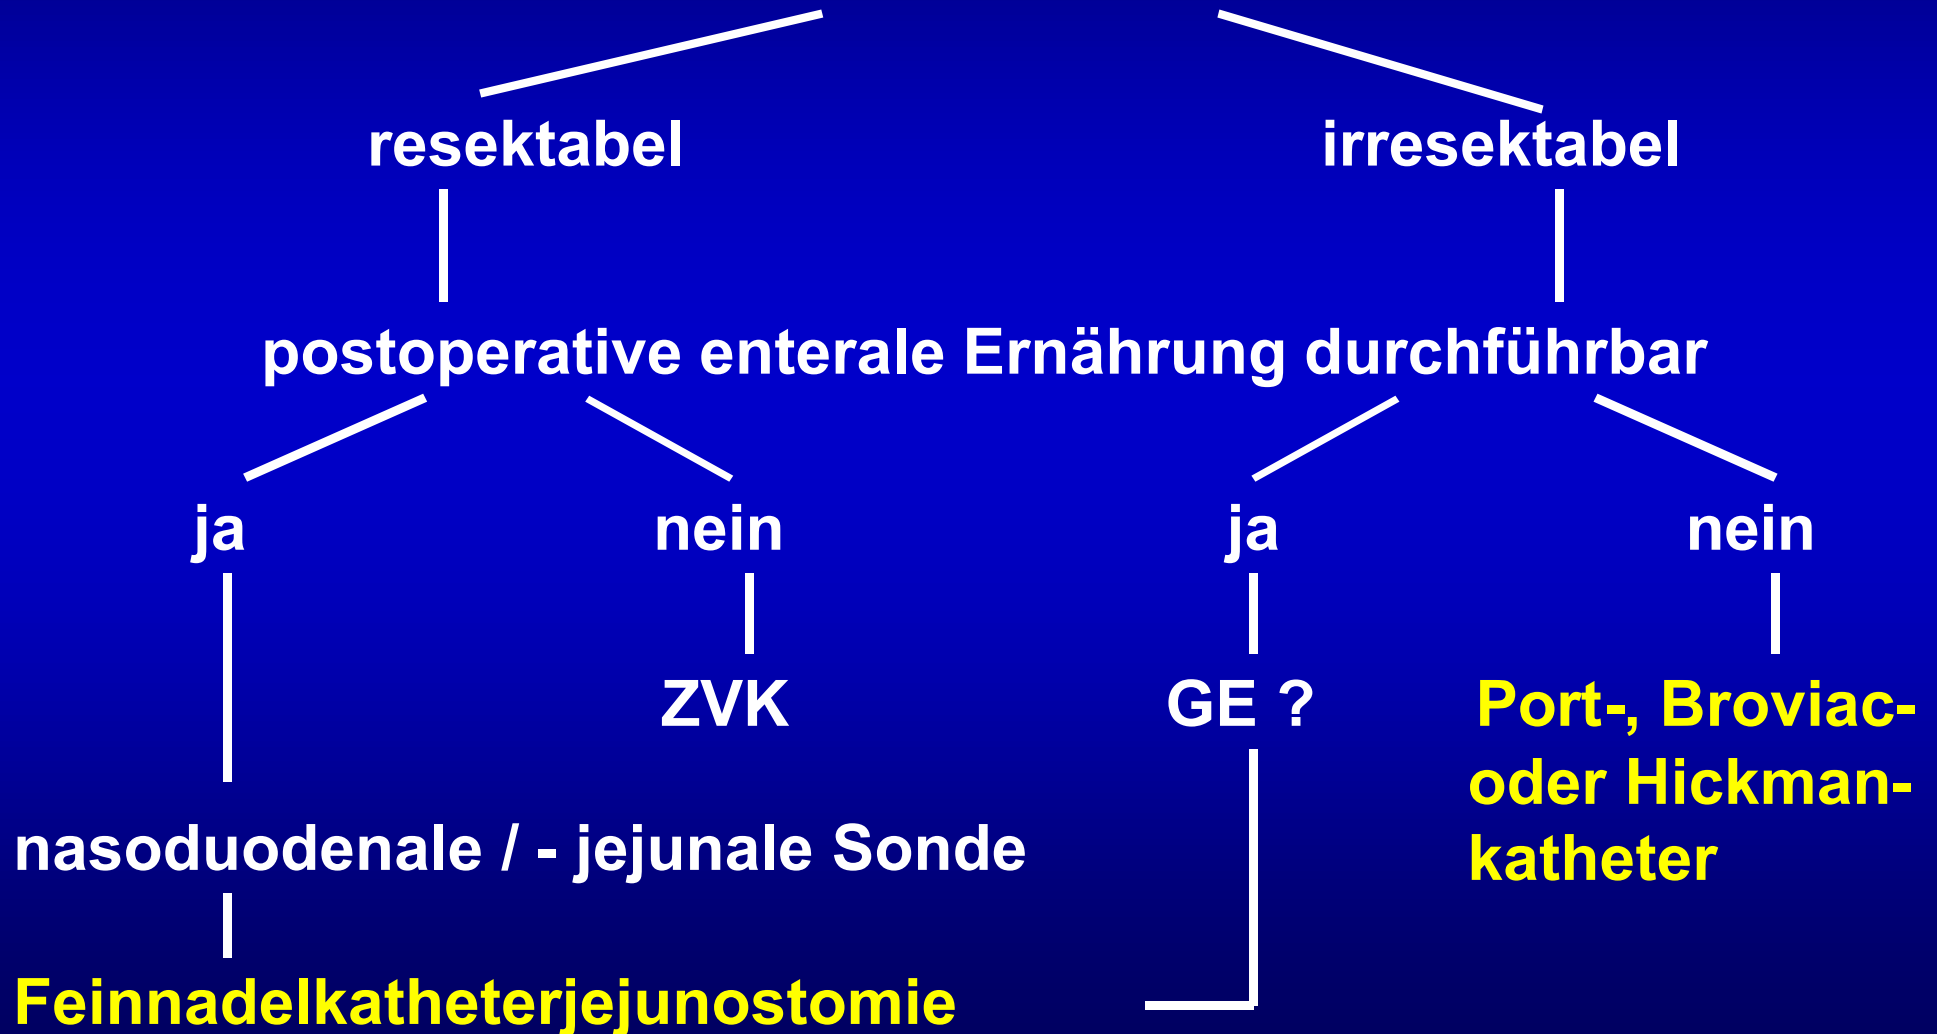 resektabel irresektabel
postoperative enterale Ernährung durchführbar
ja nein ja nein
ZVK GE ? Port-, Broviac-
oder Hickman-
nasoduodenale / - jejunale Sonde katheter
Feinnadelkatheterjejunostomie